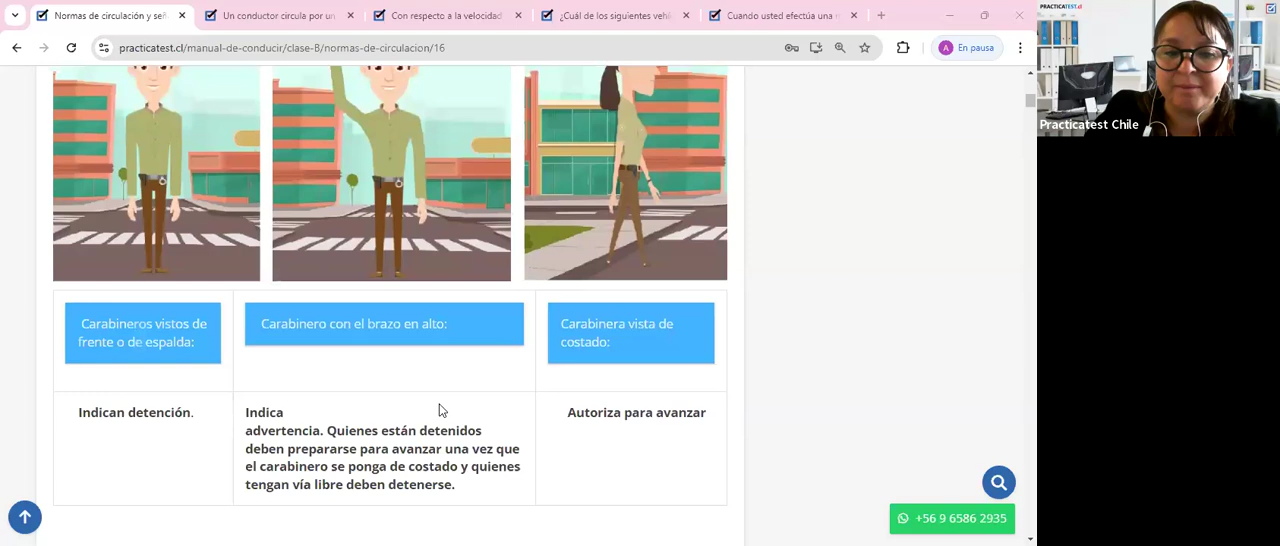 Normas de circulación y seña
Un conductor circula por un
Con respecto a la velocidad
¿Cuál de los siguientes vehí
Cuando usted efectúa una
practicatest.cl/manual-de-conducir/clase-B/normas-de-circulacion/16
A En pausa
PRACTICATEST.cl
Practicatest Chile
Carabineros vistos de
frente o de espalda:
Carabinero con el brazo en alto:
Carabinera vista de
costado:
Indican detención.
Indica
advertencia. Quienes están detenidos
deben prepararse para avanzar una vez que
el carabinero se ponga de costado y quienes
tengan vía libre deben detenerse.
Autoriza para avanzar
+56 9 6586 2935